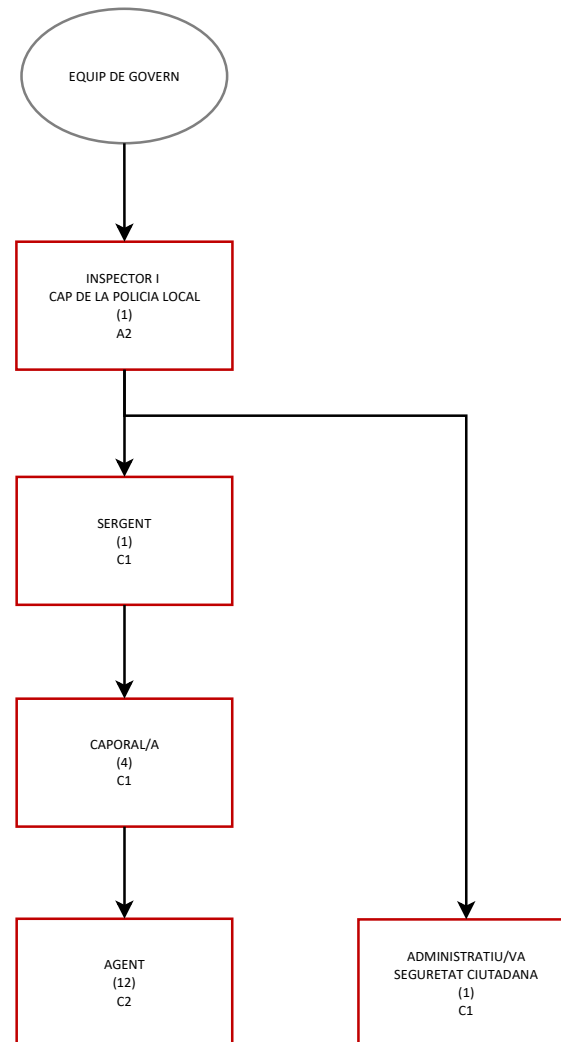 EQUIP DE GOVERN
INSPECTOR I
CAP DE LA POLICIA LOCAL
(1)
A2
SERGENT
(1)
C1
CAPORAL/A
(4)
C1
AGENT
(12)
C2
ADMINISTRATIU/VA
SEGURETAT CIUTADANA
(1)
C1